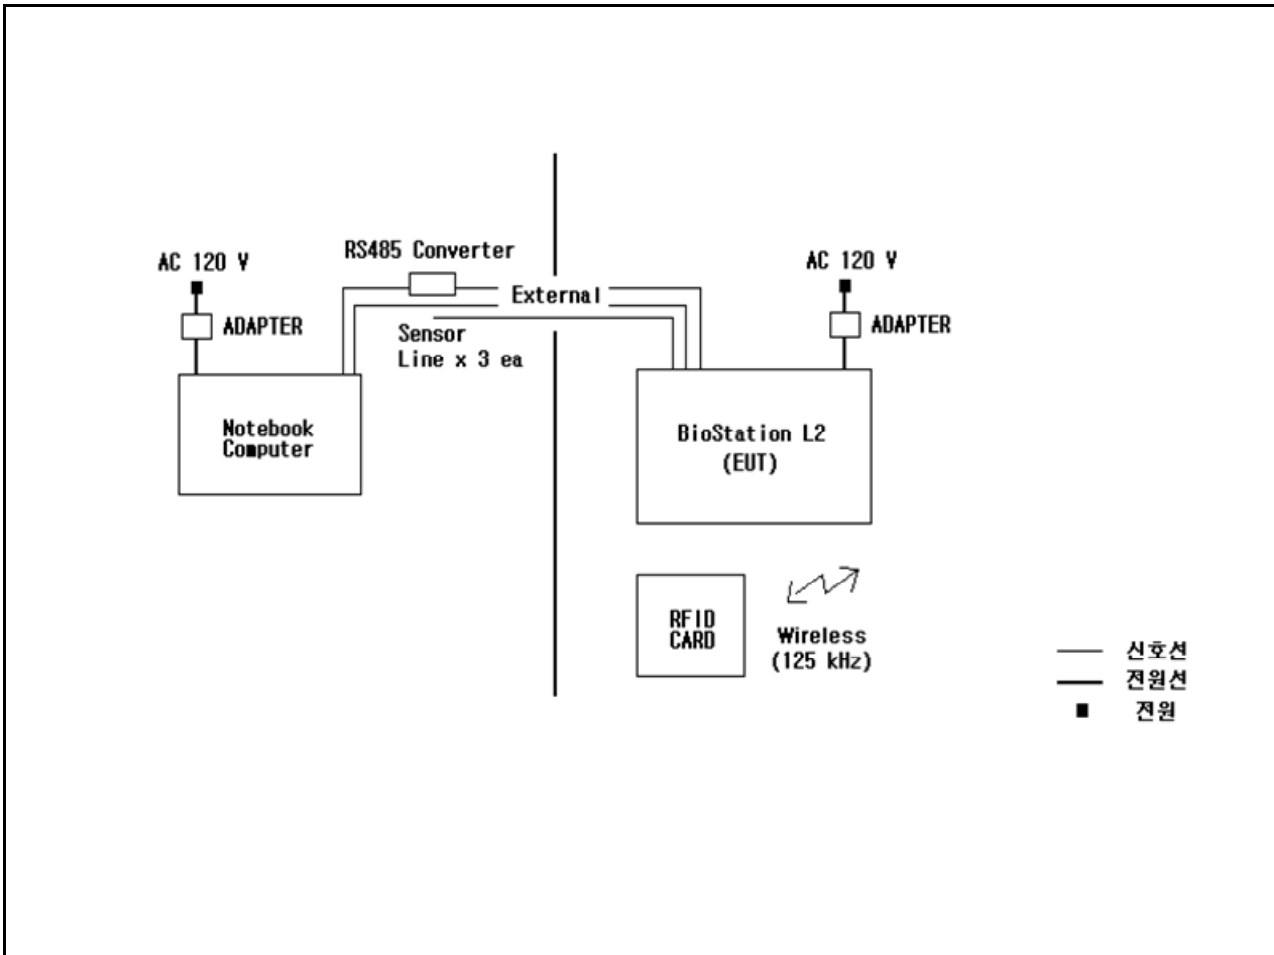 RS485 Converter
AC 120 V
AC 120 V
External
ADAPTER
ADAPTER
Sensor
Line x 3 ea
Notebook
Computer
BioStation L2
(EUT)
RFID
CARD
Wireless
(125 kHz)
신호선
전원선
전원